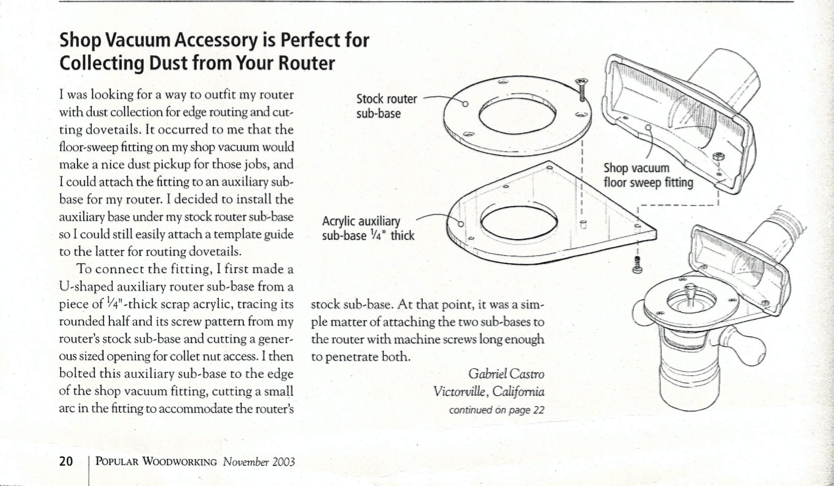 Shop Vacuum Accessory is Perfect for
Collecting Dust from Your Router
I was looking for a way to outfit my router
with dust collection for edge routing and cut-
ting dovetails. It occurred to me that the
floor-sweep fitting on my shop vacuum would
make a nice dust pickup for those jobs, and
I could attach the fitting to an auxiliary sub-
base for my router. I decided to install the
auxiliary base under my stock router sub-base
so I could still easily attach a template guide
to the latter for routing dovetails.
To connect the fitting, I first made a
U-shaped auxiliary router sub-base from a
piece of 1⁄4"-thick scrap acrylic, tracing its
rounded half and its screw pattern from my
router's stock sub-base and cutting a gener-
ous sized opening for collet nut access. I then
bolted this auxiliary sub-base to the edge
of the shop vacuum fitting, cutting a small
arc in the fitting to accommodate the router's
stock sub-base. At that point, it was a sim-
ple matter of attaching the two sub-bases to
the router with machine screws long enough
to penetrate both.
Gabriel Castro
Victorville, California
continued on page 22
Stock router
sub-base
Shop vacuum
floor sweep fitting
Acrylic auxiliary
sub-base 1⁄4" thick
20 POPULAR WOODWORKING November 2003